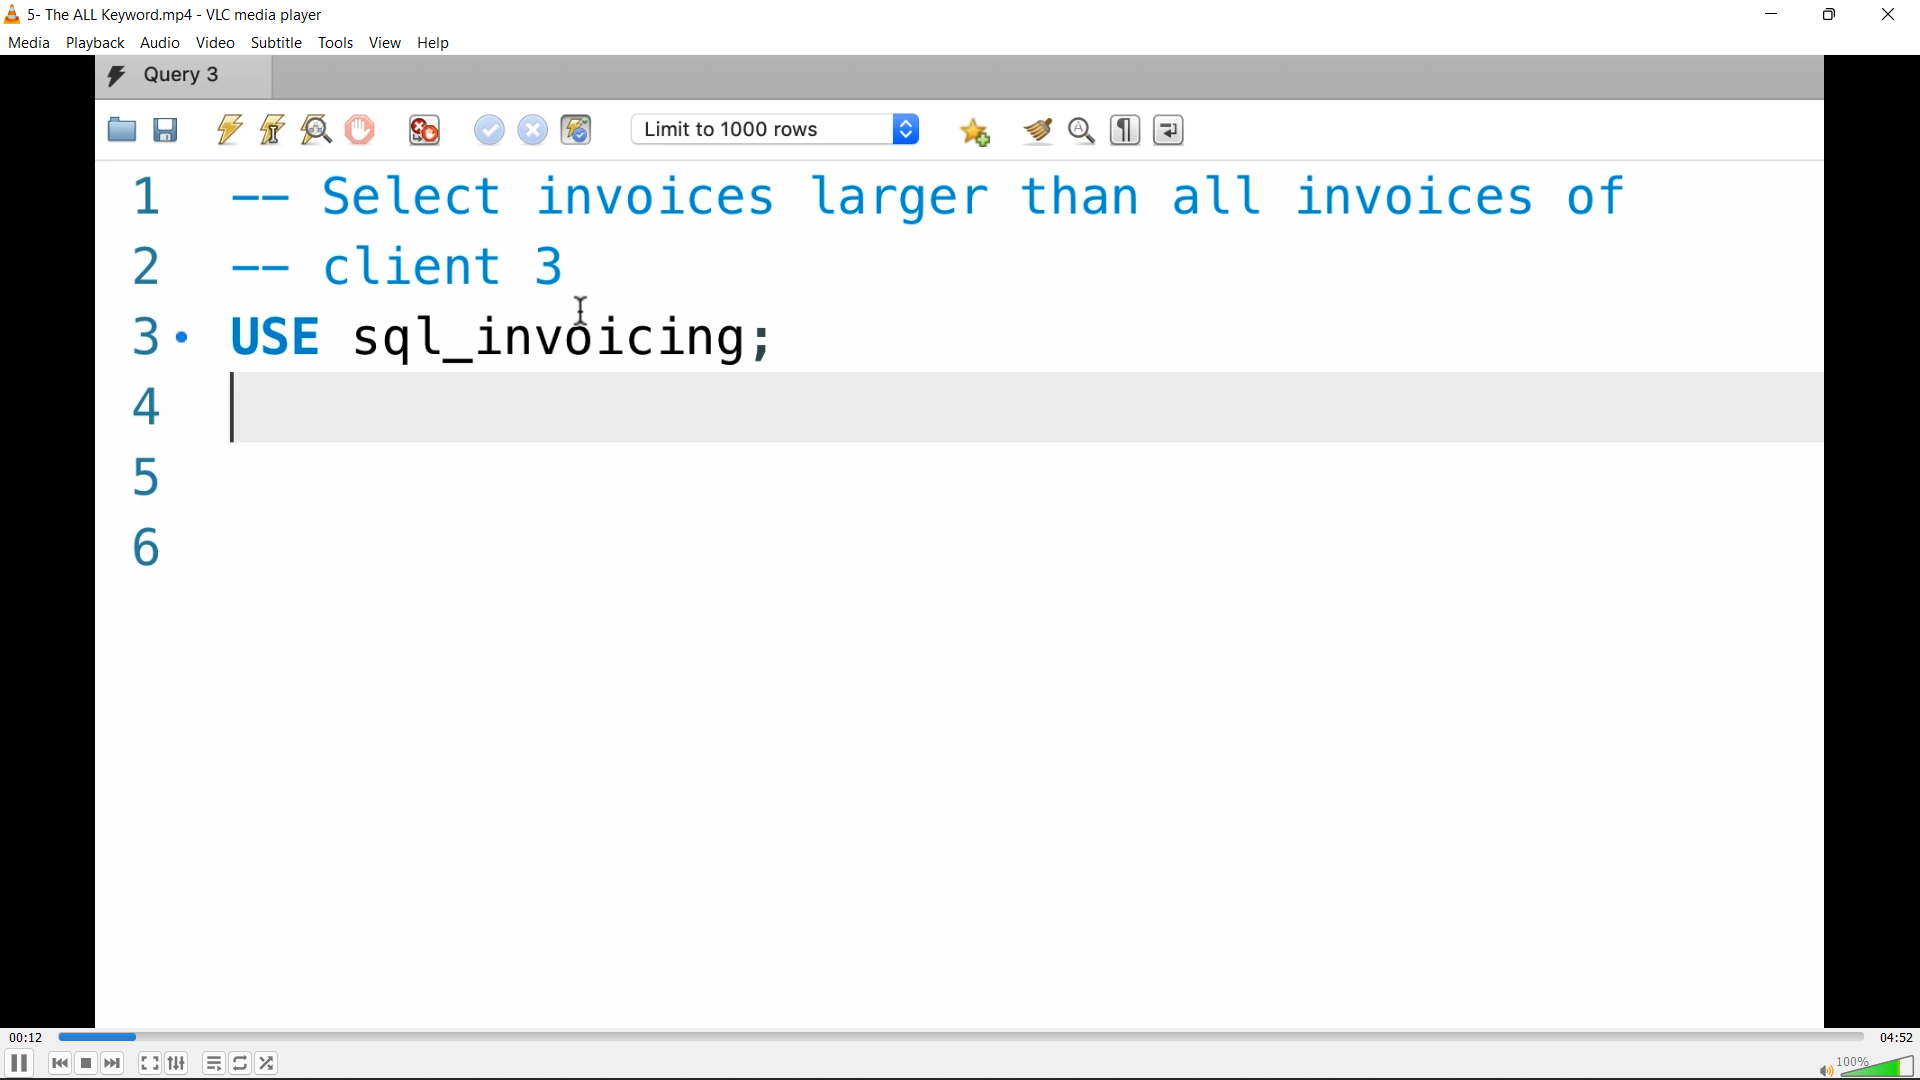 5- The ALL Keyword.mp4 - VLC media player
Media Playback Audio Video Subtitle Tools View Help
Query 3
Limit to 1000 rows
1 -- Select invoices larger than all invoices of
2 -- client 3
3 USE sql_invoicing;
4
5
6
00:12 04:52
100%